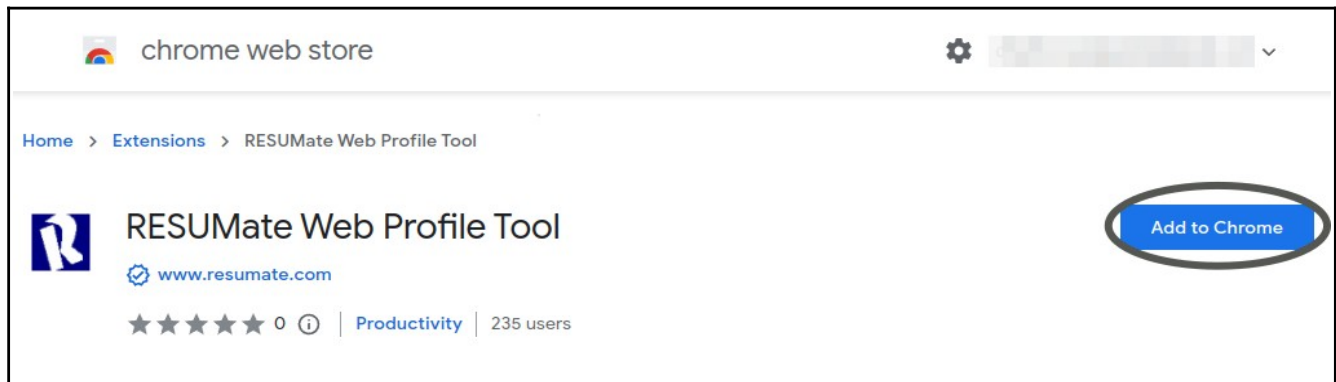 chrome web store
Home > Extensions > RESUMate Web Profile Tool
RESUMate Web Profile Tool
Add to Chrome
www.resumate.com
0 | Productivity | 235 users